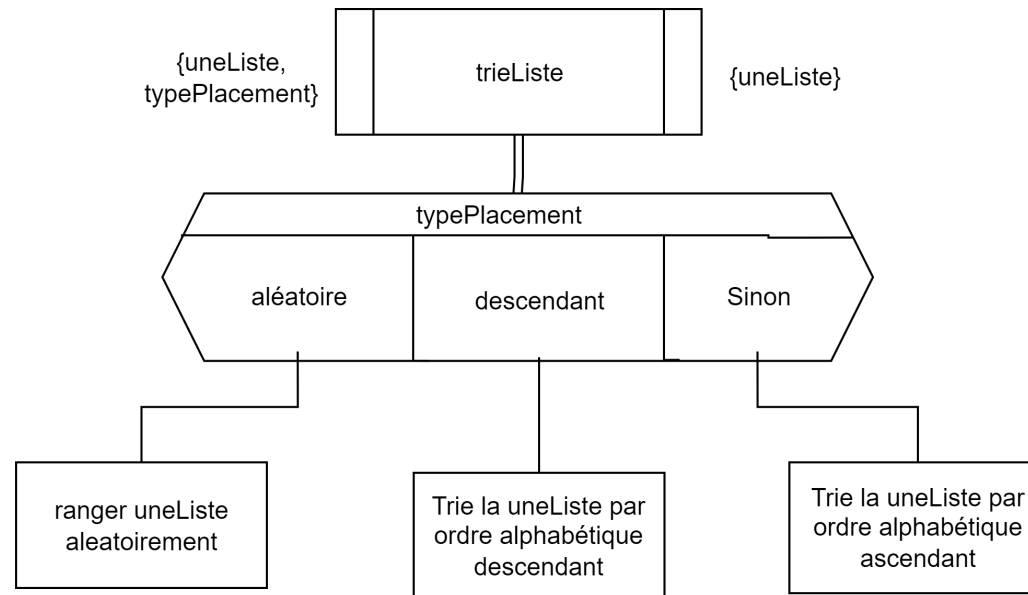 {uneListe,
typePlacement}
trieListe
{uneListe}
typePlacement
aléatoire
descendant
Sinon
ranger uneListe
aleatoirement
Trie la uneListe par
ordre alphabétique
descendant
Trie la uneListe par
ordre alphabétique
ascendant